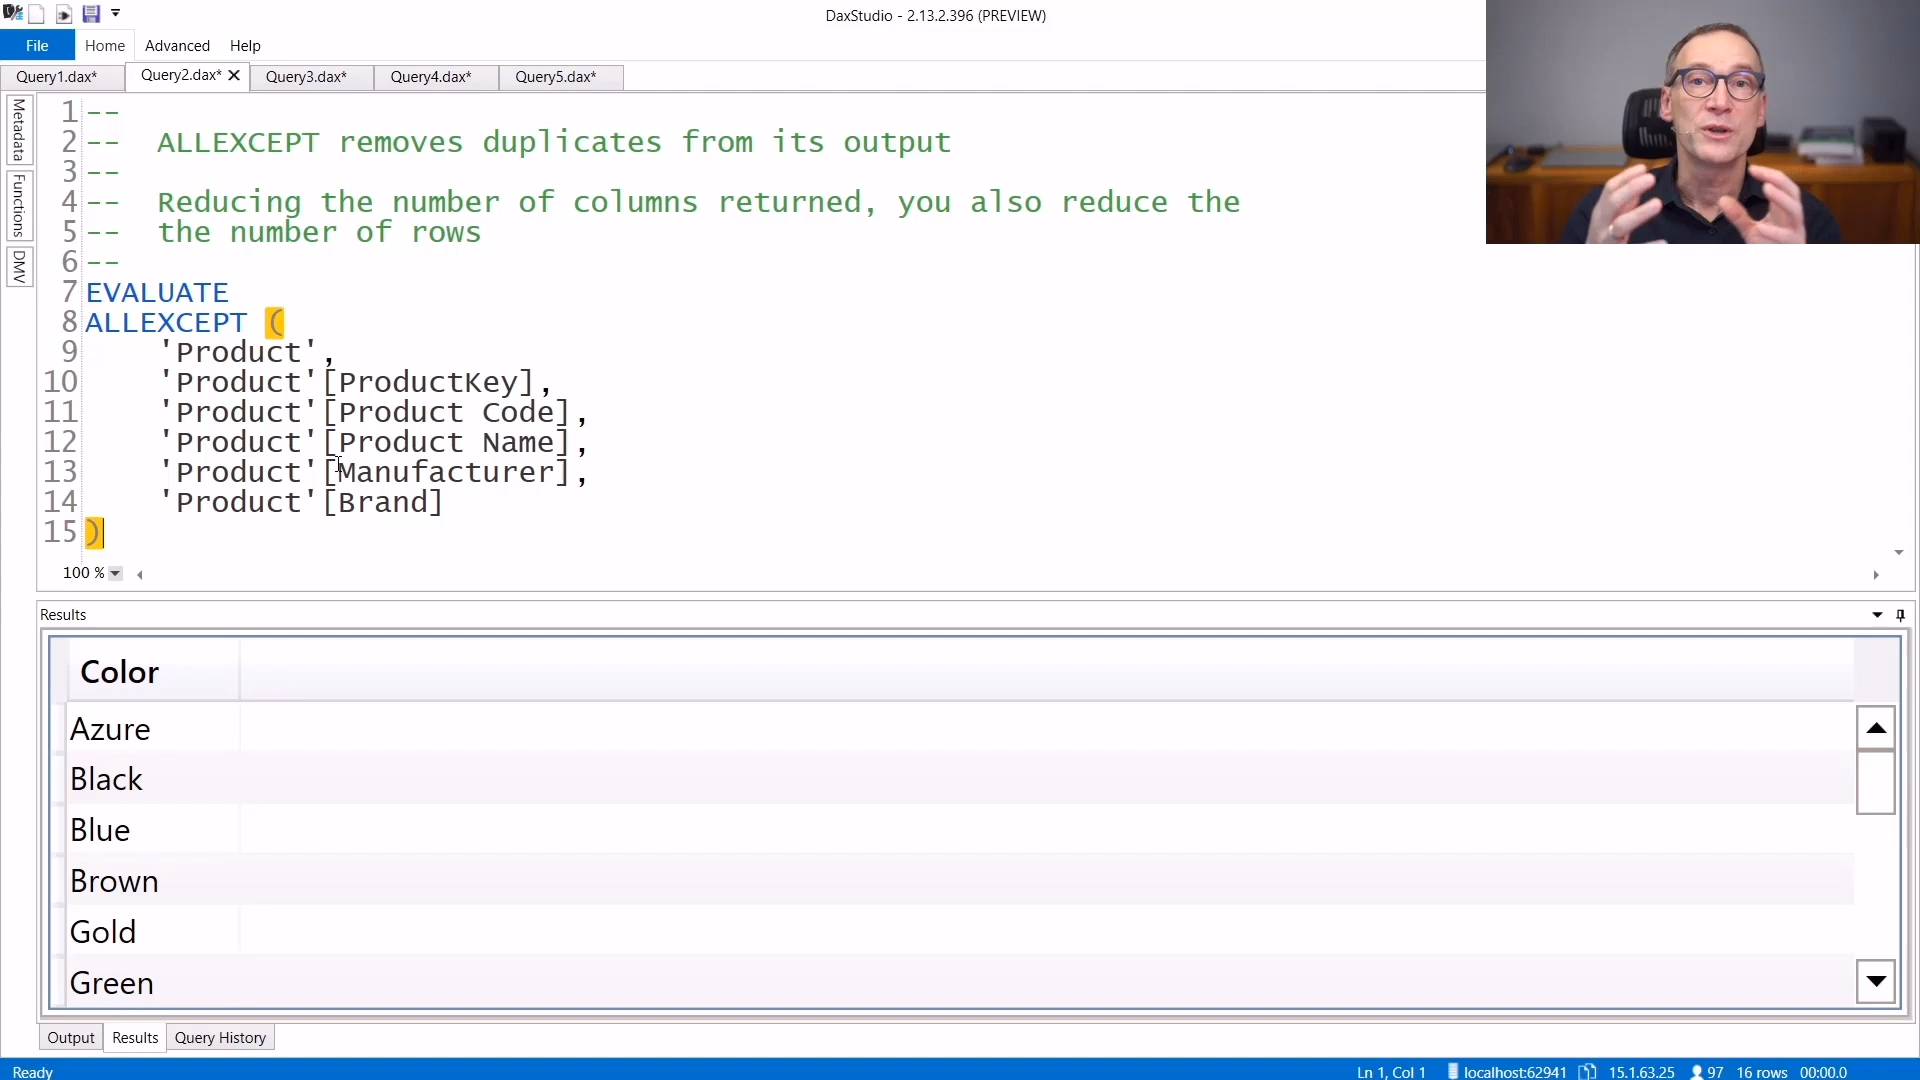 DaxStudio - 2.13.2.396 (PREVIEW)
File Home Advanced Help
Query1.dax* Query2.dax* Query3.dax* Query4.dax* Query5.dax*
Metadata
Functions
DMV
1 --
2 -- ALLEXCEPT removes duplicates from its output
3 --
4 -- Reducing the number of columns returned, you also reduce the
5 -- the number of rows
6 --
7 EVALUATE
8 ALLEXCEPT (
9 'Product',
10 'Product'[ProductKey],
11 'Product'[Product Code],
12 'Product'[Product Name],
13 'Product'[Manufacturer],
14 'Product'[Brand]
15 )
100 %
Results
Color
Azure
Black
Blue
Brown
Gold
Green
Output Results Query History
Ready Ln 1, Col 1 localhost:62941 15.1.63.25 97 16 rows 00:00.0